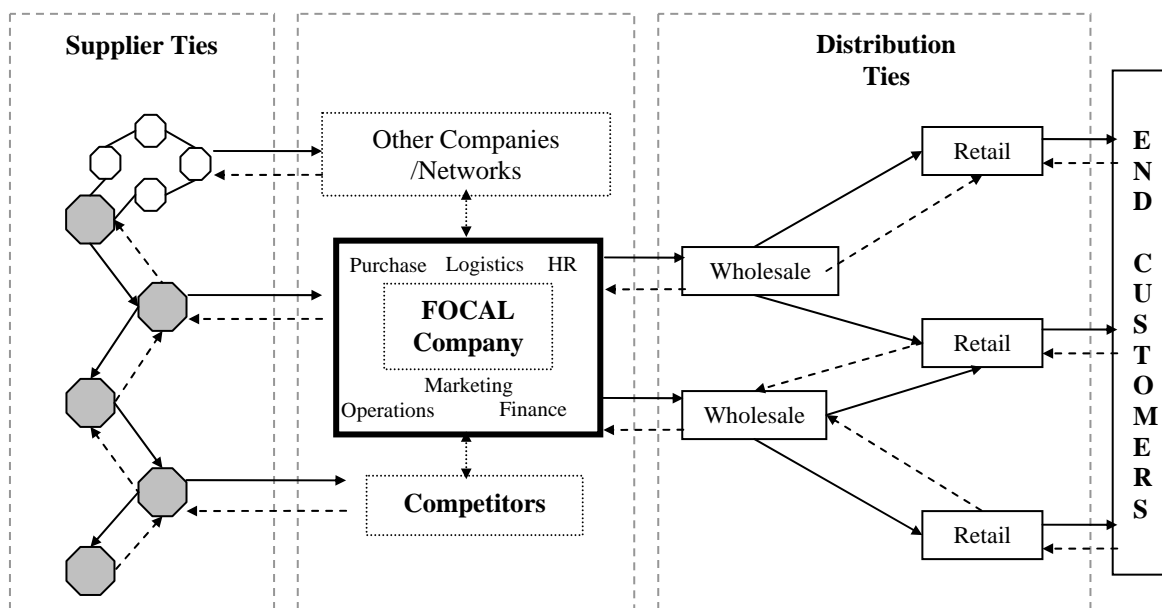 Supplier Ties
Distribution
Ties
Other Companies
/Networks
Purchase Logistics HR
FOCAL
Company
Marketing
Operations Finance
Competitors
Wholesale
Wholesale
Retail
Retail
Retail
E
N
D
C
U
S
T
O
M
E
R
S